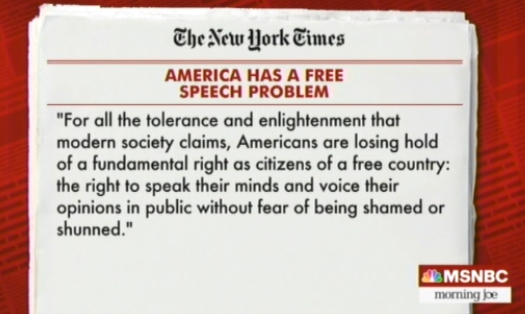 The New York Times
AMERICA HAS A FREE
SPEECH PROBLEM
"For all the tolerance and enlightenment that
modern society claims, Americans are losing hold
of a fundamental right as citizens of a free country:
the right to speak their minds and voice their
opinions in public without fear of being shamed or
shunned."
MSNBC
morning joe